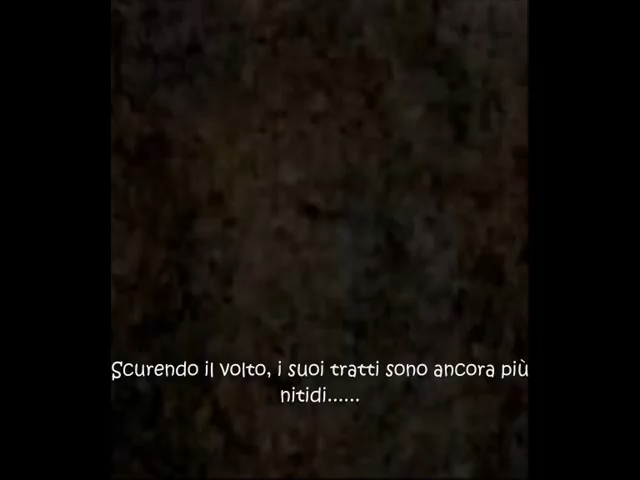 Scurendo il volto, i suoi tratti sono ancora più
nitidi......